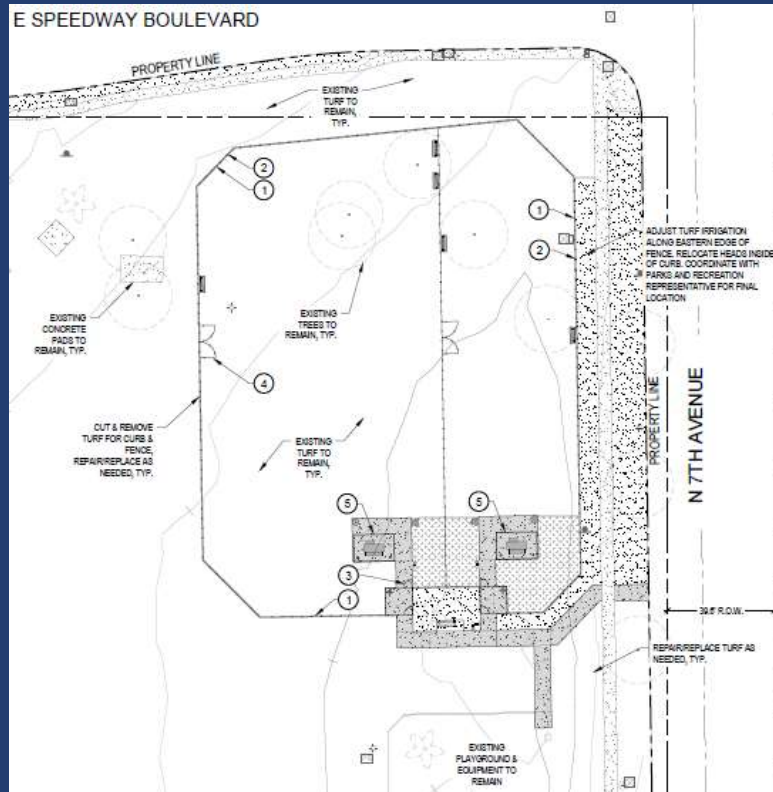 E SPEEDWAY BOULEVARD
PROPERTY LINE
EXISTING
TURF TO
REMAIN,
TYP.
2
1
1
2
ADJUST TURF IRRIGATION
ALONG EASTERN EDGE OF
FENCE. RELOCATE HEADS INSIDE
OF CURB. COORDINATE WITH
PARKS AND RECREATION
REPRESENTATIVE FOR FINAL
LOCATION
EXISTING
CONCRETE
PADS TO
REMAIN, TYP.
EXISTING
TREES TO
REMAIN, TYP.
4
PROPERTY LINE
N 7TH AVENUE
CUT & REMOVE
TURF FOR CURB &
FENCE,
REPAIR/REPLACE AS
NEEDED, TYP.
EXISTING
TURF TO
REMAIN,
TYP.
5
5
3
1
R.O.W.
REPAIR/REPLACE TURF AS
NEEDED, TYP.
EXISTING
PLAYGROUND &
EQUIPMENT TO
REMAIN